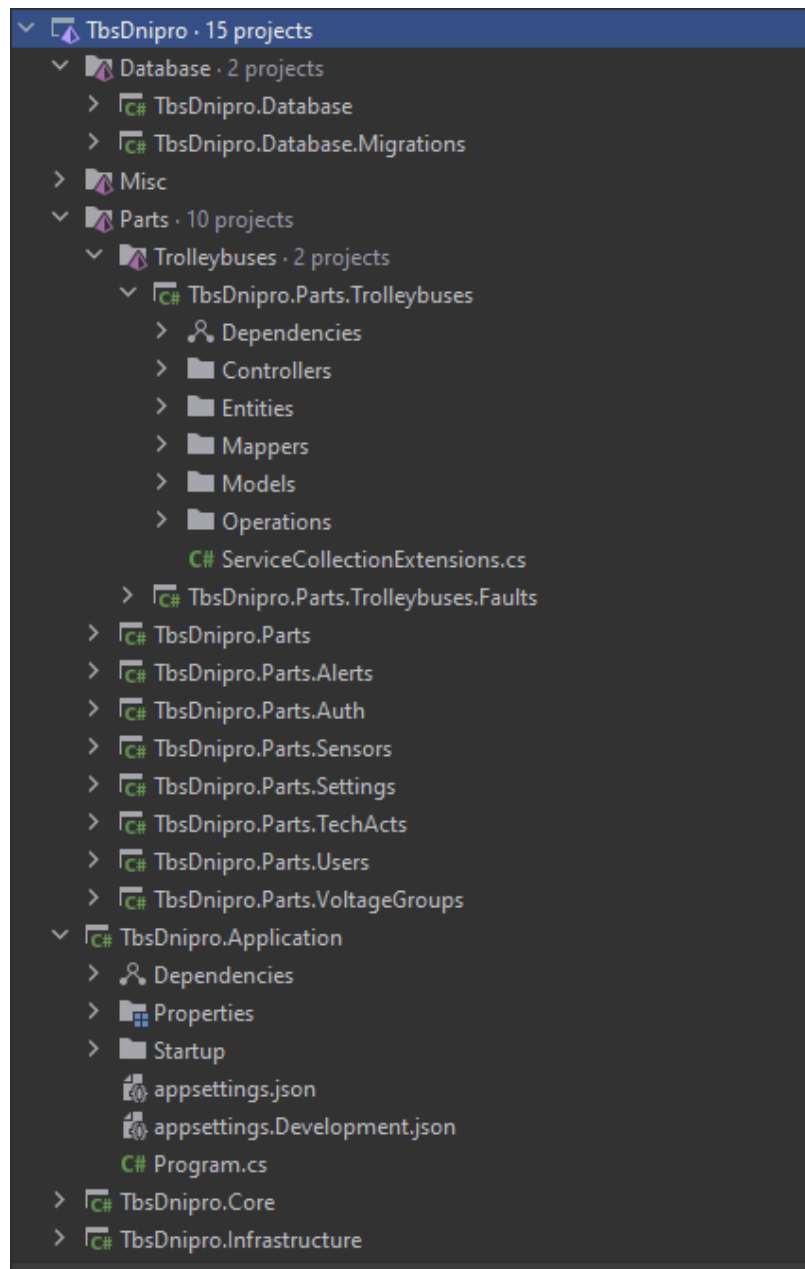 TbsDnipro · 15 projects
Database · 2 projects
C# TbsDnipro.Database
C# TbsDnipro.Database.Migrations
Misc
Parts · 10 projects
Trolleybuses · 2 projects
C# TbsDnipro.Parts.Trolleybuses
Dependencies
Controllers
Entities
Mappers
Models
Operations
C# ServiceCollectionExtensions.cs
C# TbsDnipro.Parts.Trolleybuses.Faults
C# TbsDnipro.Parts
C# TbsDnipro.Parts.Alerts
C# TbsDnipro.Parts.Auth
C# TbsDnipro.Parts.Sensors
C# TbsDnipro.Parts.Settings
C# TbsDnipro.Parts.TechActs
C# TbsDnipro.Parts.Users
C# TbsDnipro.Parts.VoltageGroups
C# TbsDnipro.Application
Dependencies
Properties
Startup
appsettings.json
appsettings.Development.json
C# Program.cs
C# TbsDnipro.Core
C# TbsDnipro.Infrastructure